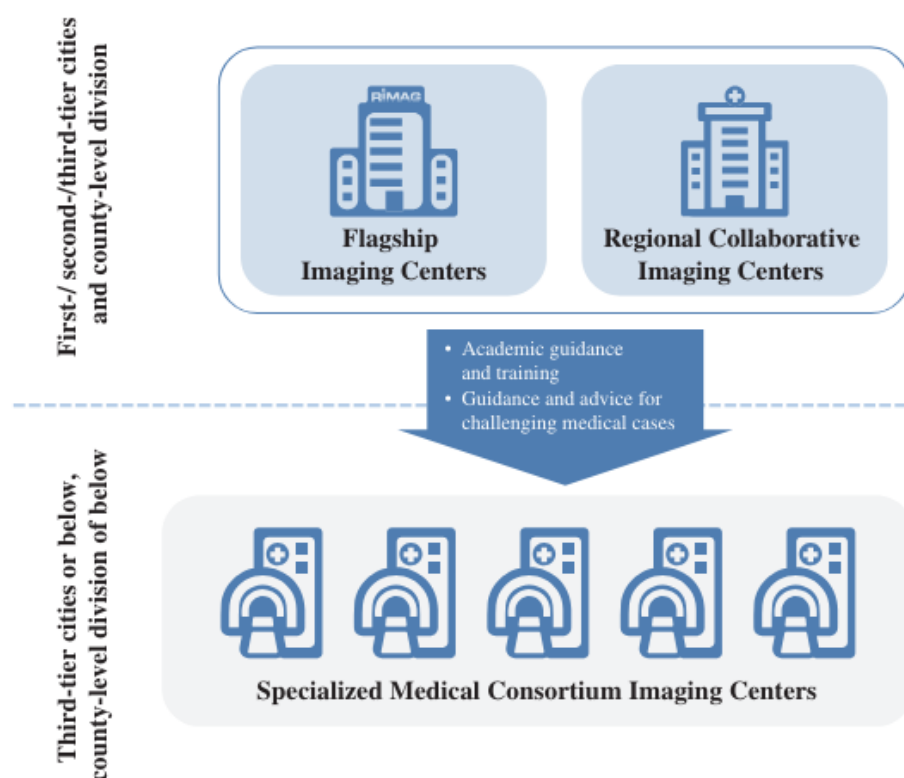 First-/ second-/third-tier cities
and county-level division
RIMAG
Flagship
Imaging Centers
Regional Collaborative
Imaging Centers
• Academic guidance
and training
• Guidance and advice for
challenging medical cases
Third-tier cities or below,
county-level division of below
Specialized Medical Consortium Imaging Centers